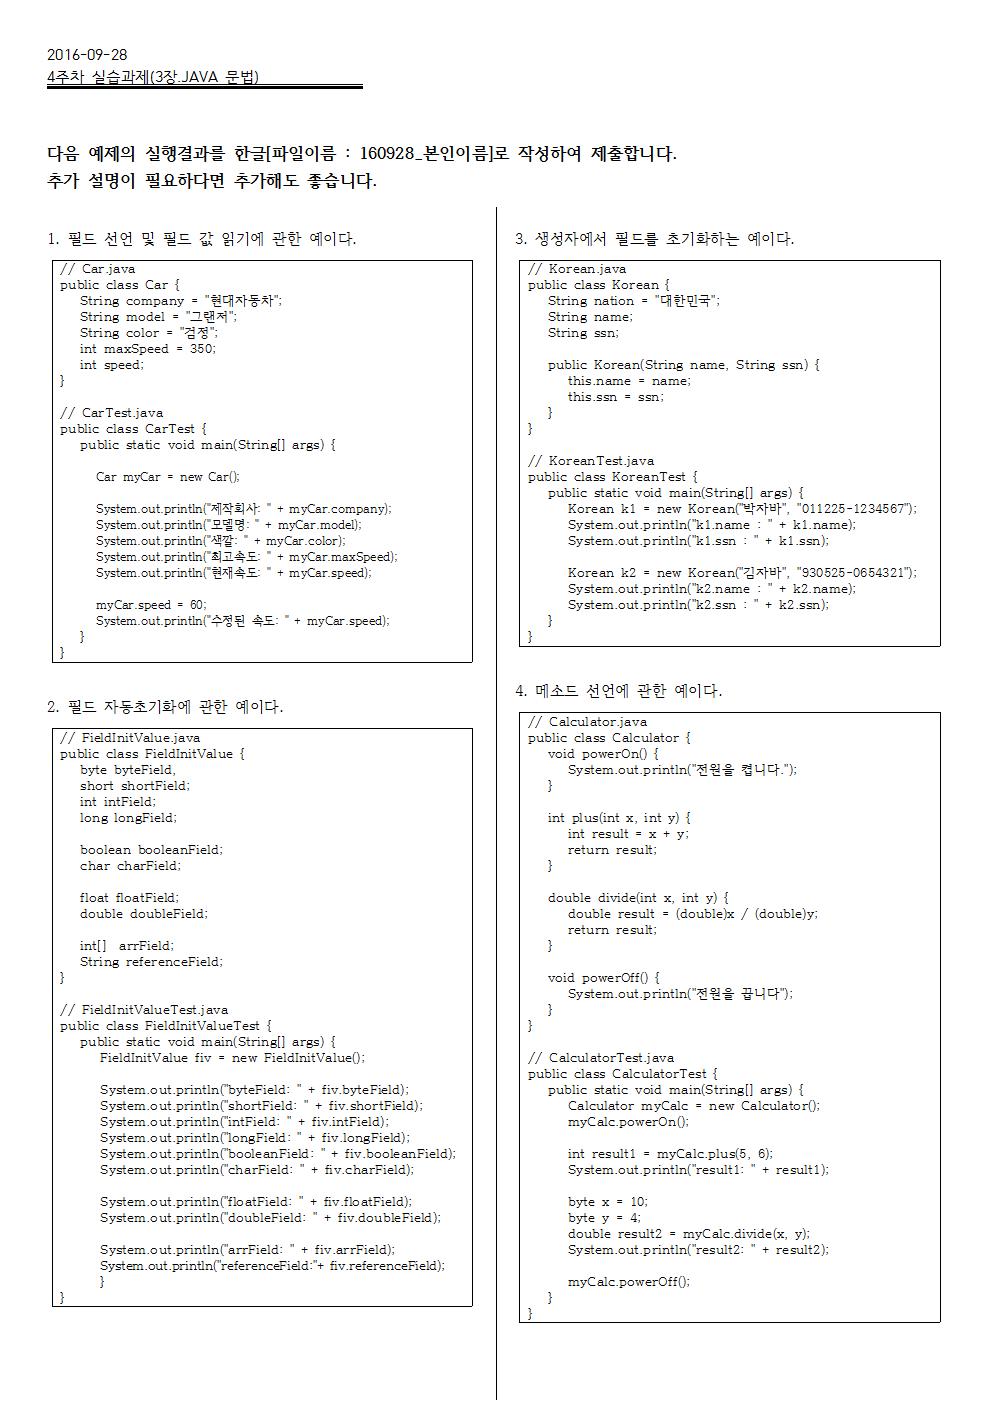 2016-09-28
4주차 실습과제(3장.JAVA 문법)
다음 예제의 실행결과를 한글[파일이름 : 160928_본인이름]로 작성하여 제출합니다.
추가 설명이 필요하다면 추가해도 좋습니다.
1. 필드 선언 및 필드 값 읽기에 관한 예이다.
// Car.java
public class Car {
String company = "현대자동차";
String model = "그랜저";
String color = "검정";
int maxSpeed = 350;
int speed;
}
// CarTest.java
public class CarTest {
public static void main(String[] args) {
Car myCar = new Car();
System.out.println("제작회사: " + myCar.company);
System.out.println("모델명: " + myCar.model);
System.out.println("색깔: " + myCar.color);
System.out.println("최고속도: " + myCar.maxSpeed);
System.out.println("현재속도: " + myCar.speed);
myCar.speed = 60;
System.out.println("수정된 속도: " + myCar.speed);
}
}
2. 필드 자동초기화에 관한 예이다.
// FieldInitValue.java
public class FieldInitValue {
byte byteField,
short shortField;
int intField;
long longField;
boolean booleanField;
char charField;
float floatField;
double doubleField;
int[]  arrField;
String referenceField;
}
// FieldInitValueTest.java
public class FieldInitValueTest {
public static void main(String[] args) {
FieldInitValue fiv = new FieldInitValue();
System.out.println("byteField: " + fiv.byteField);
System.out.println("shortField: " + fiv.shortField);
System.out.println("intField: " + fiv.intField);
System.out.println("longField: " + fiv.longField);
System.out.println("booleanField: " + fiv.booleanField);
System.out.println("charField: " + fiv.charField);
System.out.println("floatField: " + fiv.floatField);
System.out.println("doubleField: " + fiv.doubleField);
System.out.println("arrField: " + fiv.arrField);
System.out.println("referenceField:"+ fiv.referenceField);
}
}
3. 생성자에서 필드를 초기화하는 예이다.
// Korean.java
public class Korean {
String nation = "대한민국";
String name;
String ssn;
public Korean(String name, String ssn) {
this.name = name;
this.ssn = ssn;
}
}
// KoreanTest.java
public class KoreanTest {
public static void main(String[] args) {
Korean k1 = new Korean("박자바", "011225-1234567");
System.out.println("k1.name : " + k1.name);
System.out.println("k1.ssn : " + k1.ssn);
Korean k2 = new Korean("김자바", "930525-0654321");
System.out.println("k2.name : " + k2.name);
System.out.println("k2.ssn : " + k2.ssn);
}
}
4. 메소드 선언에 관한 예이다.
// Calculator.java
public class Calculator {
void powerOn() {
System.out.println("전원을 켭니다.");
}
int plus(int x, int y) {
int result = x + y;
return result;
}
double divide(int x, int y) {
double result = (double)x / (double)y;
return result;
}
void powerOff() {
System.out.println("전원을 끕니다");
}
}
// CalculatorTest.java
public class CalculatorTest {
public static void main(String[] args) {
Calculator myCalc = new Calculator();
myCalc.powerOn();
int result1 = myCalc.plus(5, 6);
System.out.println("result1: " + result1);
byte x = 10;
byte y = 4;
double result2 = myCalc.divide(x, y);
System.out.println("result2: " + result2);
myCalc.powerOff();
}
}